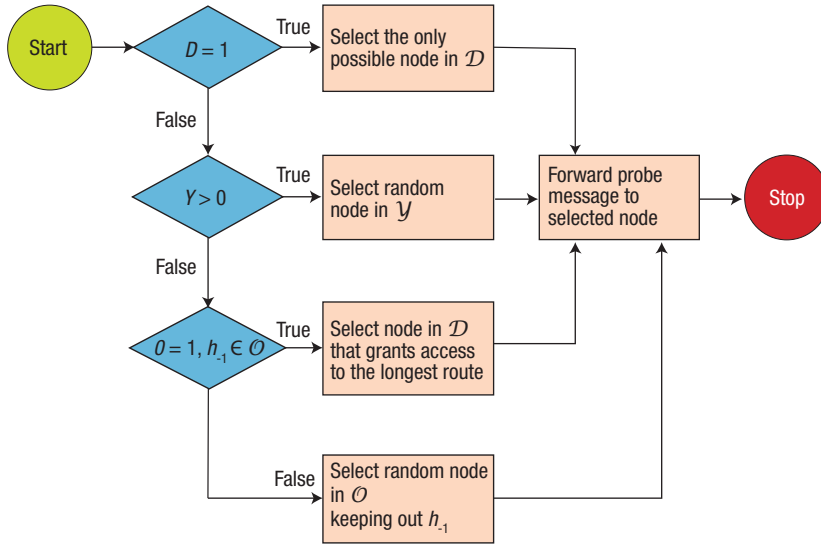 Start
D = 1
True
Select the only
possible node in 𝒟
False
Y > 0
True
Select random
node in 𝒴
Forward probe
message to
selected node
Stop
False
O = 1, h₋₁ ∈ 𝒪
True
Select node in 𝒟
that grants access
to the longest route
False
Select random node
in 𝒪
keeping out h₋₁